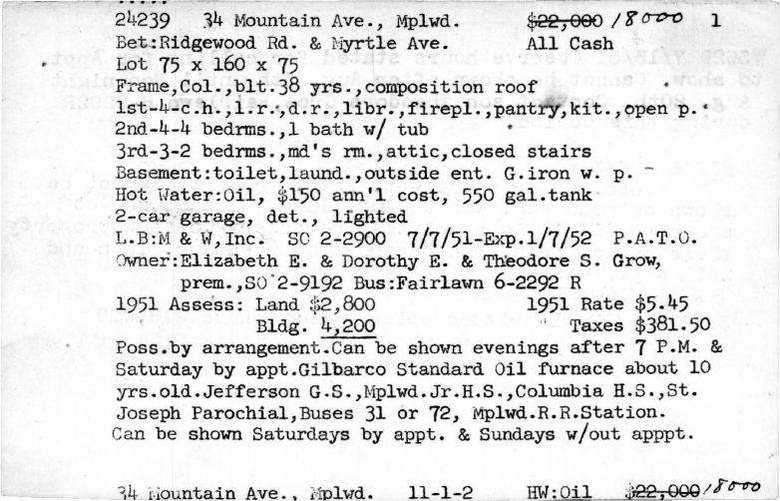 24239 34 Mountain Ave., Mplwd. $22,000 18000 1
Bet:Ridgewood Rd. & Myrtle Ave. All Cash
LO 75 x 160 x 75
Frame,Col.,blt.38 yrs.,composition roof
1st-4-c.h.,l.r.,d.r.,libr.,firepl.,pantry,kit.,open p.
2nd-4-4 bedrms.,1 bath w/ tub
3rd-3-2 bedrms.,md's rm.,attic,closed stairs
Basement:toilet,laund.,outside ent. G.iron w. p.
Hot Water:Oil, $150 ann'l cost, 550 gal.tank
2-car garage, det., lighted
L.B:M & W,Inc. SO 2-2900 7/7/51-Exp.1/7/52 P.A.T.O.
Owner:Elizabeth E. & Dorothy E. & Theodore S. Grow,
prem.,SO 2-9192 Bus:Fairlawn 6-2292 R
1951 Assess: Land $2,800 1951 Rate $5.45
Bldg. 4,200 Taxes $381.50
Poss.by arrangement.Can be shown evenings after 7 P.M. &
Saturday by appt.Gilbarco Standard Oil furnace about 10
yrs.old.Jefferson G.S.,Mplwd.Jr.H.S.,Columbia H.S.,St.
Joseph Parochial,Buses 31 or 72, Mplwd.R.R.Station.
Can be shown Saturdays by appt. & Sundays w/out apppt.
34 Mountain Ave., Mplwd. 11-1-2 HW:Oil $22,000 18000